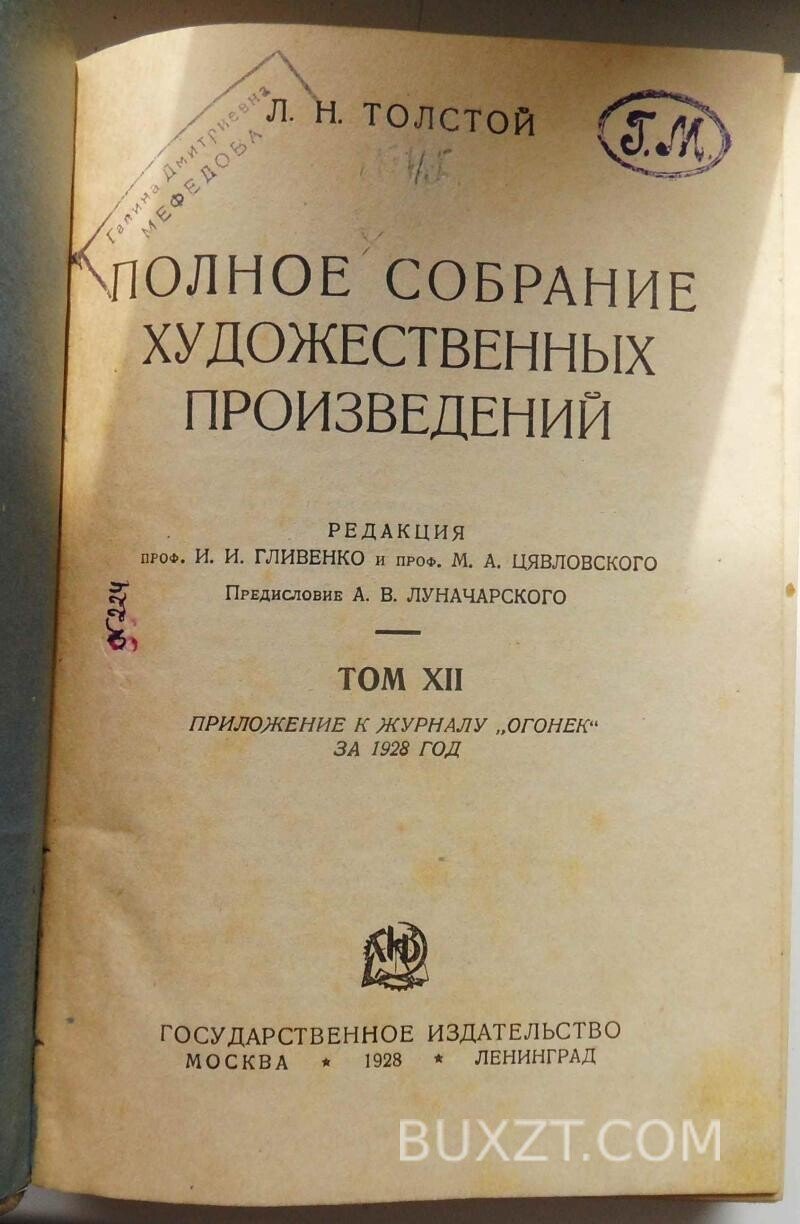 Л. Н. ТОЛСТОЙ
Г.М.
Галина Дмитриевна
МЕФЕДОВА
ПОЛНОЕ СОБРАНИЕ
ХУДОЖЕСТВЕННЫХ
ПРОИЗВЕДЕНИЙ
РЕДАКЦИЯ
ПРОФ. И. И. ГЛИВЕНКО И ПРОФ. М. А. ЦЯВЛОВСКОГО
ПРЕДИСЛОВИЕ А. В. ЛУНАЧАРСКОГО
ТОМ XII
ПРИЛОЖЕНИЕ К ЖУРНАЛУ „ОГОНЕК“
ЗА 1928 ГОД
ГОСУДАРСТВЕННОЕ ИЗДАТЕЛЬСТВО
МОСКВА * 1928 * ЛЕНИНГРАД
BUXZT.COM